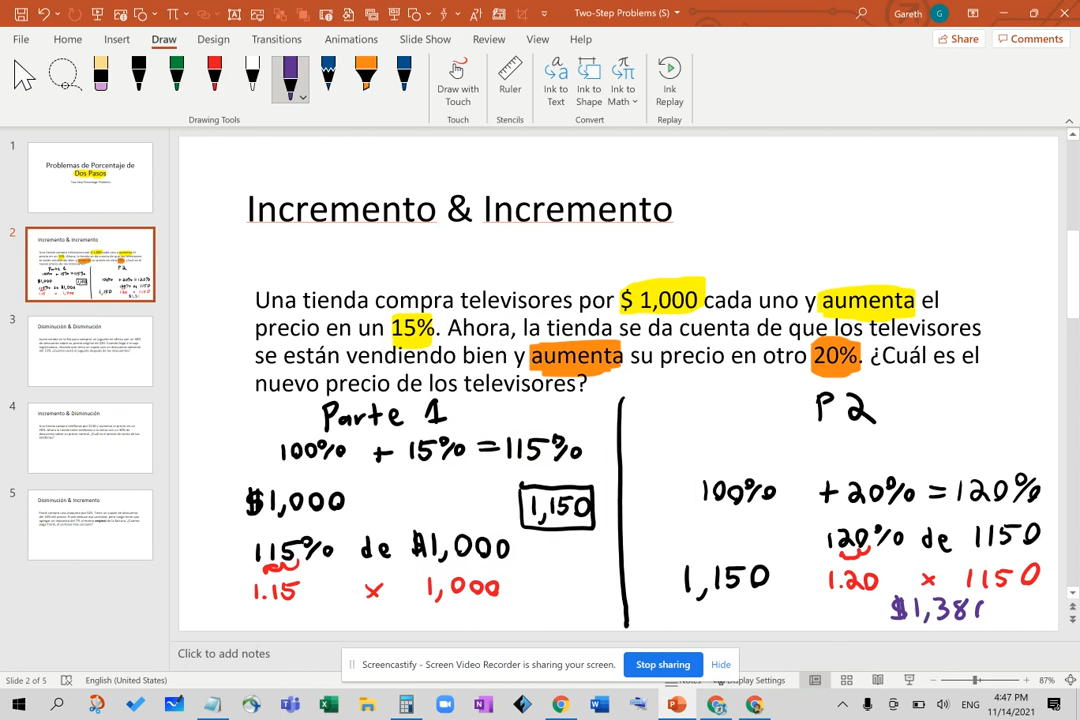 Two-Step Problems (S)
Gareth G
File Home Insert Draw Design Transitions Animations Slide Show Review View Help
Share Comments
Draw with Touch
Ruler
Ink to Text
Ink to Shape
Ink to Math
Ink Replay
Drawing Tools Touch Stencils Convert Replay
1
Problemas de Porcentaje de
Dos Pasos
2
Incremento & Incremento
3
Disminución & Disminución
4
Incremento & Disminución
5
Disminución & Incremento
Incremento & Incremento
Una tienda compra televisores por $ 1,000 cada uno y aumenta el
precio en un 15%. Ahora, la tienda se da cuenta de que los televisores
se están vendiendo bien y aumenta su precio en otro 20%. ¿Cuál es el
nuevo precio de los televisores?
Parte 1
100% + 15% = 115%
$1,000
1,150
115% de $1,000
1.15 x 1,000
P 2
100% + 20% = 120%
120% de 1150
1,150
1.20 x 1150
$1,38
Click to add notes
Screencastify - Screen Video Recorder is sharing your screen. Stop sharing Hide
Slide 2 of 5 English (United States) Notes Display Settings 87%
ENG
4:47 PM
11/14/2021